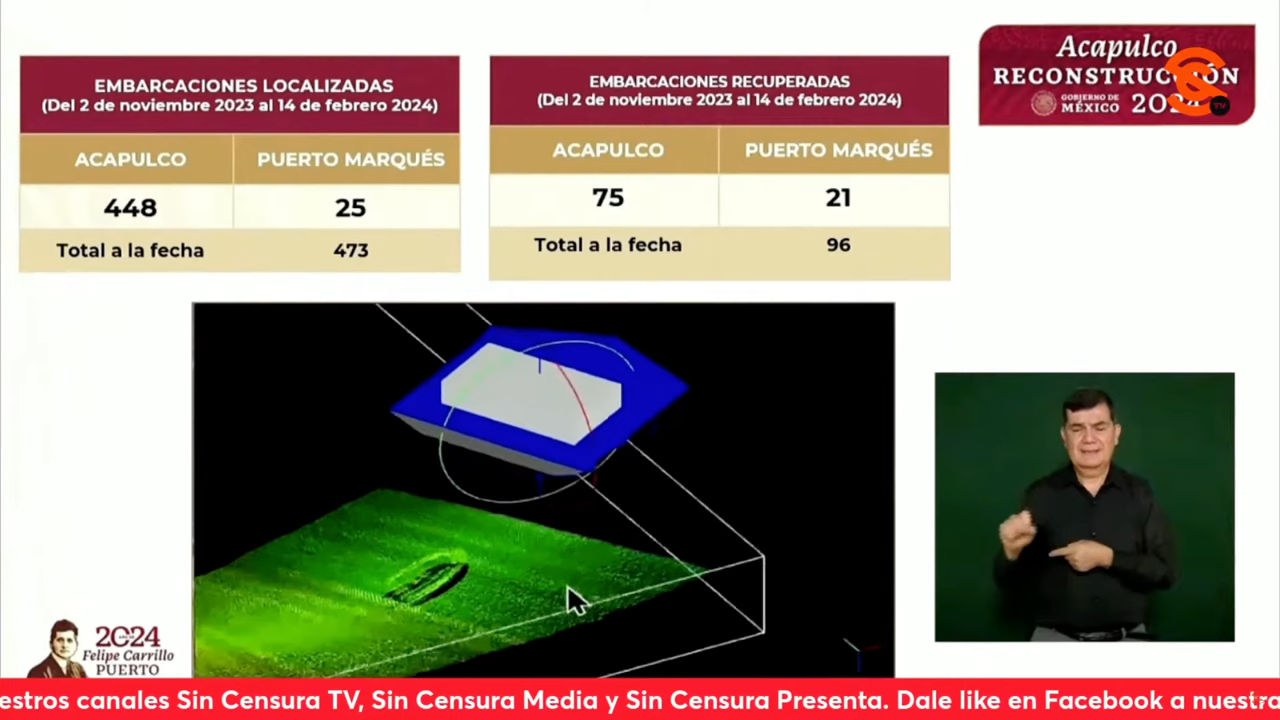 EMBARCACIONES LOCALIZADAS
(Del 2 de noviembre 2023 al 14 de febrero 2024)
ACAPULCO PUERTO MARQUÉS
448 25
Total a la fecha 473
EMBARCACIONES RECUPERADAS
(Del 2 de noviembre 2023 al 14 de febrero 2024)
ACAPULCO PUERTO MARQUÉS
75 21
Total a la fecha 96
Acapulco
RECONSTRUCCIÓN
GOBIERNO DE
MÉXICO 2024
TV
2024
Felipe Carrillo
PUERTO
estros canales Sin Censura TV, Sin Censura Media y Sin Censura Presenta. Dale like en Facebook a nuestra